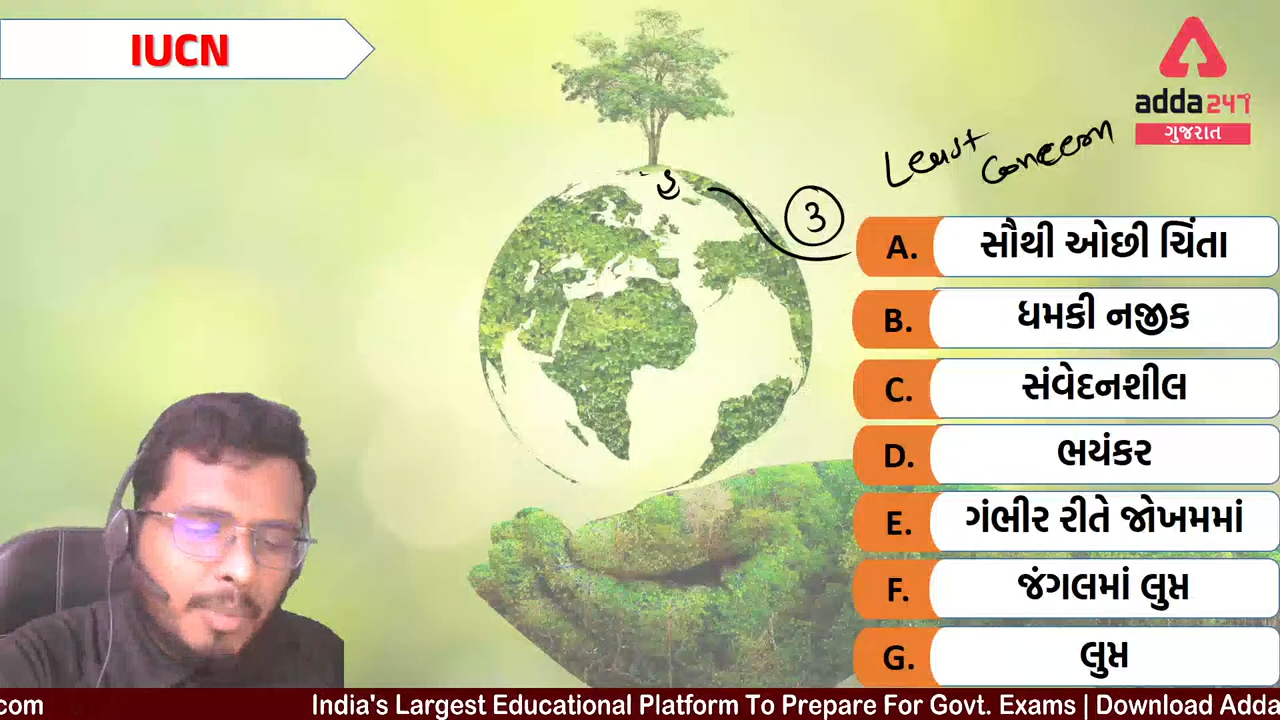 IUCN
adda247
ગુજરાત
Least Concern
3
A. સૌથી ઓછી ચિંતા
B. ધમકી નજીક
C. સંવેદનશીલ
D. ભયંકર
E. ગંભીર રીતે જોખમમાં
F. જંગલમાં લુપ્ત
G. લુપ્ત
com India's Largest Educational Platform To Prepare For Govt. Exams | Download Adda